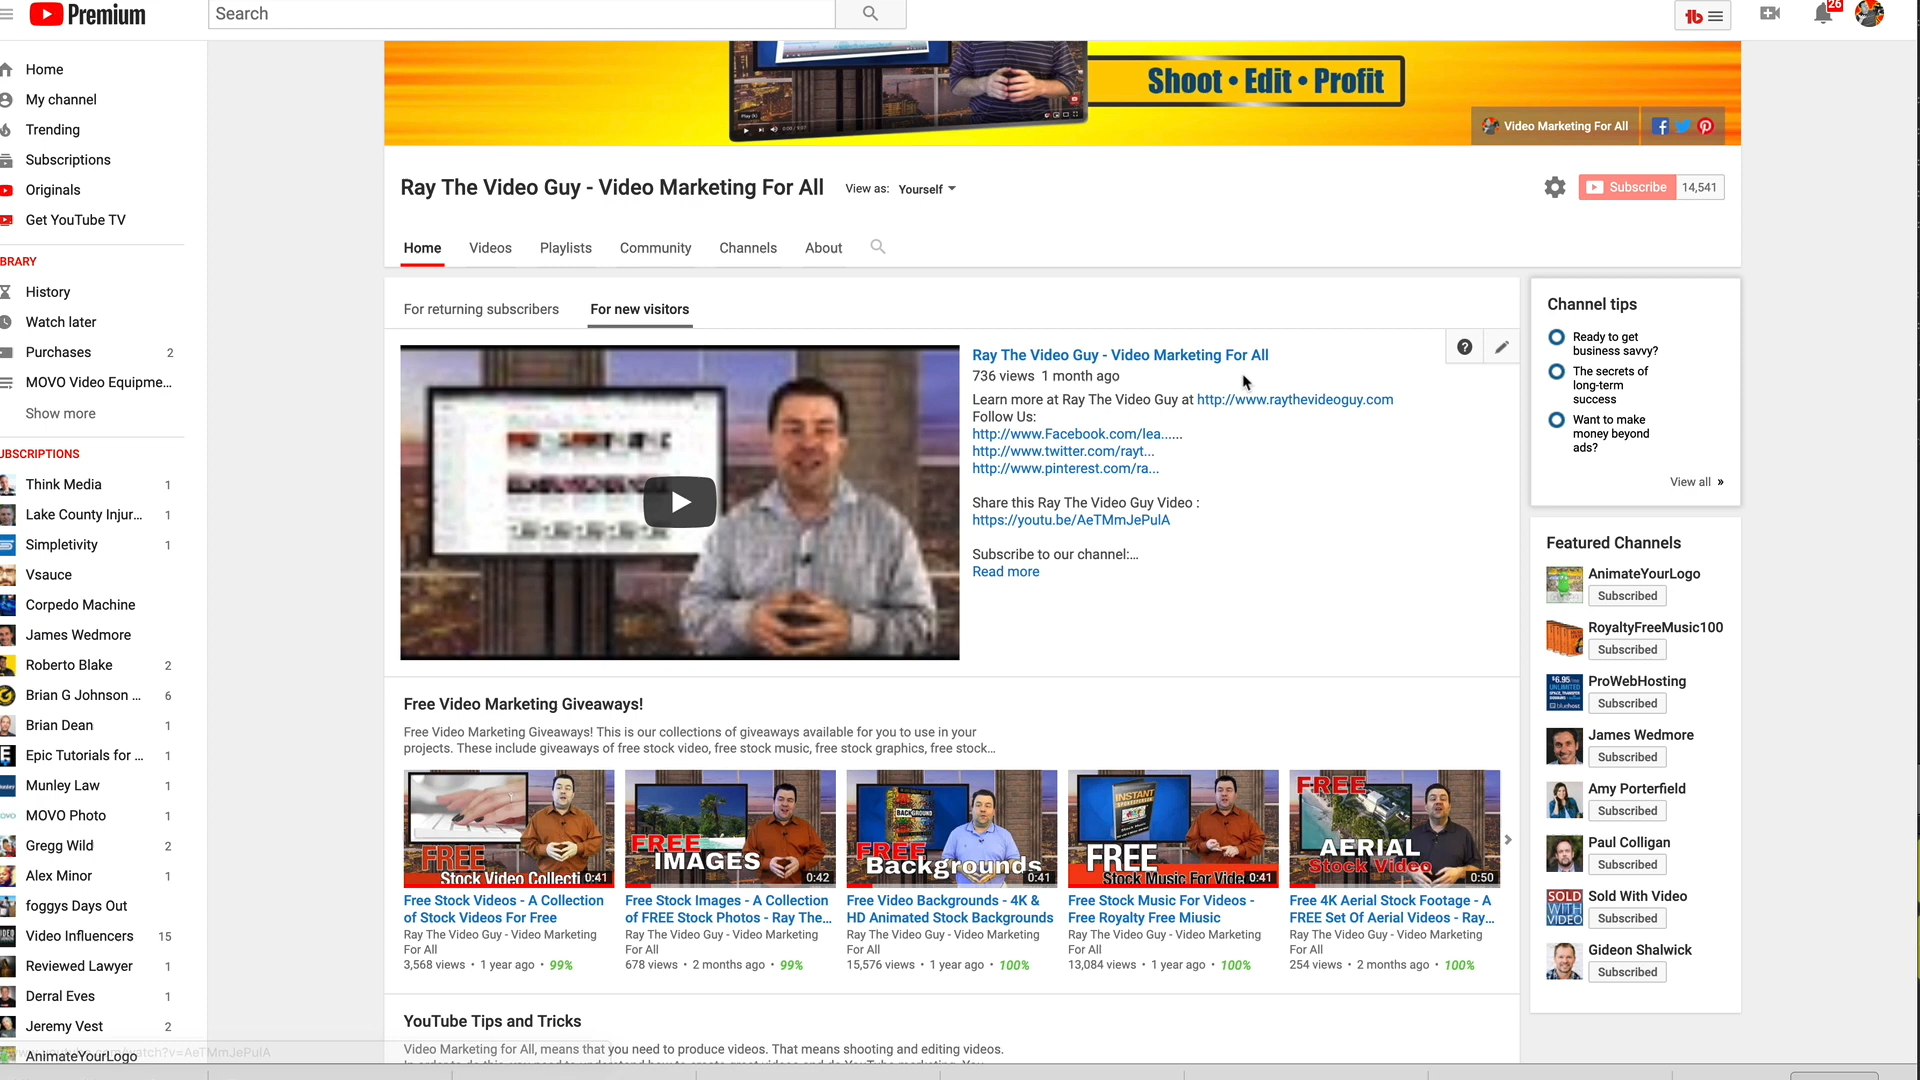 Premium
Search
26
Home
My channel
Trending
Subscriptions
Originals
Get YouTube TV
BRARY
History
Watch later
Purchases 2
MOVO Video Equipme...
Show more
UBSCRIPTIONS
Think Media 1
Lake County Injur... 1
Simpletivity 1
Vsauce
Corpedo Machine
James Wedmore
Roberto Blake 2
Brian G Johnson ... 6
Brian Dean 1
Epic Tutorials for ... 1
Munley Law 1
MOVO Photo 1
Gregg Wild 2
Alex Minor 1
foggys Days Out
Video Influencers 15
Reviewed Lawyer 1
Derral Eves 1
Jeremy Vest 2
AnimateYourLogo
Shoot • Edit • Profit
Video Marketing For All
Ray The Video Guy - Video Marketing For All
View as: Yourself
Subscribe 14,541
Home Videos Playlists Community Channels About
For returning subscribers For new visitors
Ray The Video Guy - Video Marketing For All
736 views 1 month ago
Learn more at Ray The Video Guy at http://www.raythevideoguy.com
Follow Us:
http://www.Facebook.com/lea......
http://www.twitter.com/rayt...
http://www.pinterest.com/ra...
Share this Ray The Video Guy Video :
https://youtu.be/AeTMmJePulA
Subscribe to our channel:...
Read more
Free Video Marketing Giveaways!
Free Video Marketing Giveaways! This is our collections of giveaways available for you to use in your
projects. These include giveaways of free stock video, free stock music, free stock graphics, free stock...
FREE
Stock Video Collecti
0:41
Free Stock Videos - A Collection
of Stock Videos For Free
Ray The Video Guy - Video Marketing
For All
3,568 views • 1 year ago • 99%
FREE
IMAGES
0:42
Free Stock Images - A Collection
of FREE Stock Photos - Ray The...
Ray The Video Guy - Video Marketing
For All
678 views • 2 months ago • 99%
BACKGROUND
FREE
Backgrounds
0:41
Free Video Backgrounds - 4K &
HD Animated Stock Backgrounds
Ray The Video Guy - Video Marketing
For All
15,576 views • 1 year ago • 100%
INSTANT
FREE
Stock Music For Vide
0:41
Free Stock Music For Videos -
Free Royalty Free Miusic
Ray The Video Guy - Video Marketing
For All
13,084 views • 1 year ago • 100%
FREE
AERIAL
Stock Video
0:50
Free 4K Aerial Stock Footage - A
FREE Set Of Aerial Videos - Ray...
Ray The Video Guy - Video Marketing
For All
254 views • 2 months ago • 100%
YouTube Tips and Tricks
Video Marketing for All, means that you need to produce videos. That means shooting and editing videos.
Channel tips
Ready to get
business savvy?
The secrets of
long-term
success
Want to make
money beyond
ads?
View all »
Featured Channels
AnimateYourLogo
Subscribed
RoyaltyFreeMusic100
Subscribed
$6.95
UNLIMITED
bluehost
ProWebHosting
Subscribed
James Wedmore
Subscribed
Amy Porterfield
Subscribed
Paul Colligan
Subscribed
SOLD
WITH
VIDEO
Sold With Video
Subscribed
Gideon Shalwick
Subscribed